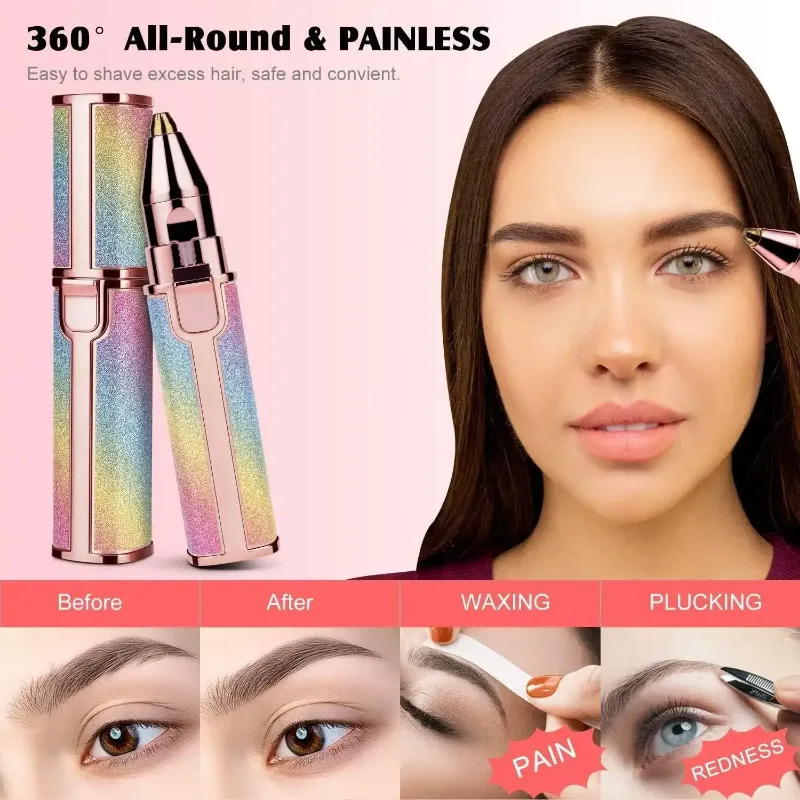 360° All-Round & PAINLESS
Easy to shave excess hair, safe and convient.
Before
After
WAXING
PLUCKING
PAIN
REDNESS